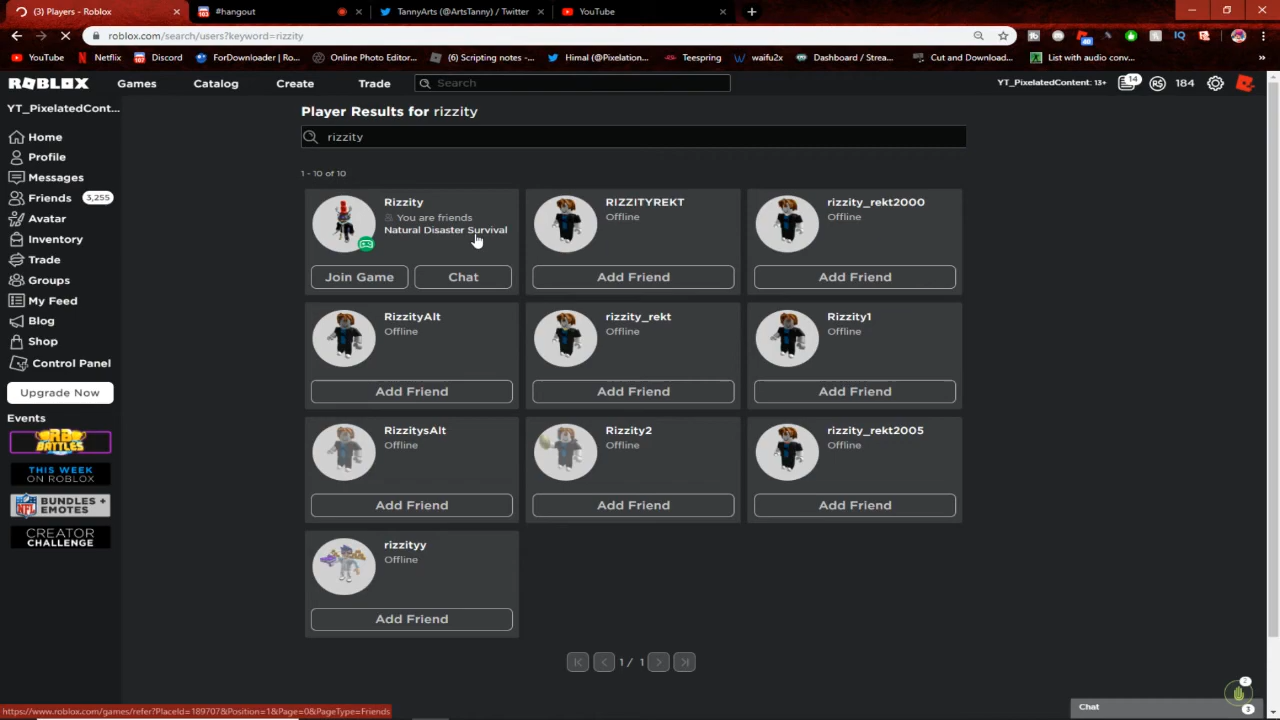 (3) Players - Roblox
#hangout
TannyArts (@ArtsTanny) / Twitter
YouTube
roblox.com/search/users?keyword=rizzity
YouTube
Netflix
Discord
ForDownloader | Ro...
Online Photo Editor...
(6) Scripting notes -...
Himal (@Pixelation...
Teespring
waifu2x
Dashboard / Strea...
Cut and Download...
List with audio conv...
ROBLOX
Games
Catalog
Create
Trade
Search
YT_PixelatedContent: 13+
14
184
YT_PixelatedCont...
Home
Profile
Messages
Friends 3,255
Avatar
Inventory
Trade
Groups
My Feed
Blog
Shop
Control Panel
Upgrade Now
Events
RB BATTLES
THIS WEEK
ON ROBLOX
BUNDLES +
EMOTES
CREATOR
CHALLENGE
Player Results for rizzity
rizzity
1 - 10 of 10
Rizzity
You are friends
Natural Disaster Survival
Join Game
Chat
RIZZITYREKT
Offline
Add Friend
rizzity_rekt2000
Offline
Add Friend
RizzityAlt
Offline
Add Friend
rizzity_rekt
Offline
Add Friend
Rizzity1
Offline
Add Friend
RizzitysAlt
Offline
Add Friend
Rizzity2
Offline
Add Friend
rizzity_rekt2005
Offline
Add Friend
rizzityy
Offline
Add Friend
1 / 1
https://www.roblox.com/games/refer?PlaceId=189707&Position=1&Page=0&PageType=Friends
2
Chat
3